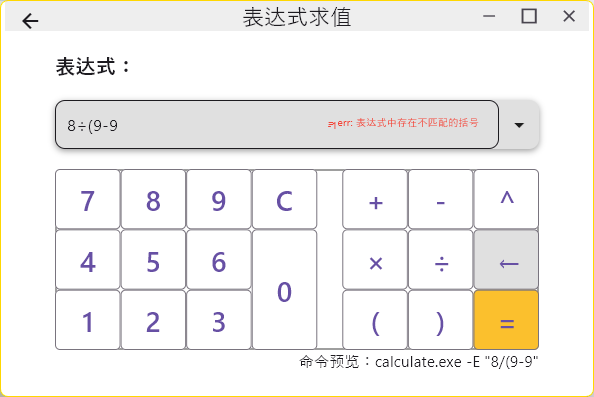 表达式求值
表达式：
8÷(9-9
err: 表达式中存在不匹配的括号
7 8 9 C + - ^
4 5 6 × ÷ ←
0
1 2 3 ( ) =
命令预览：calculate.exe -E "8/(9-9"